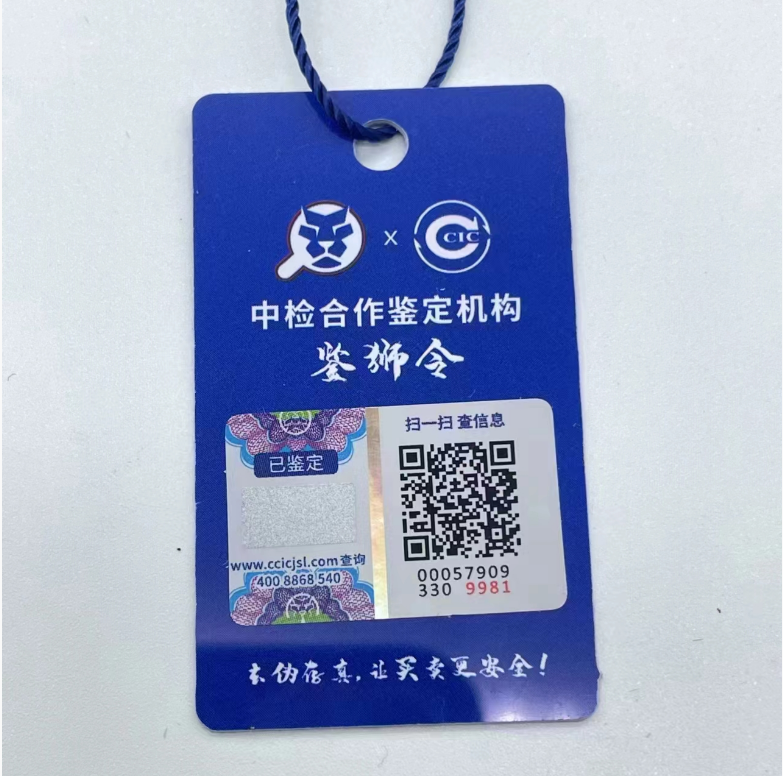 X CCIC
中检合作鉴定机构
鉴狮令
扫一扫 查信息
已鉴定
www.ccicjsl.com查询
400 8868 540
00057909
330 9981
去伪存真,让买卖更安全!